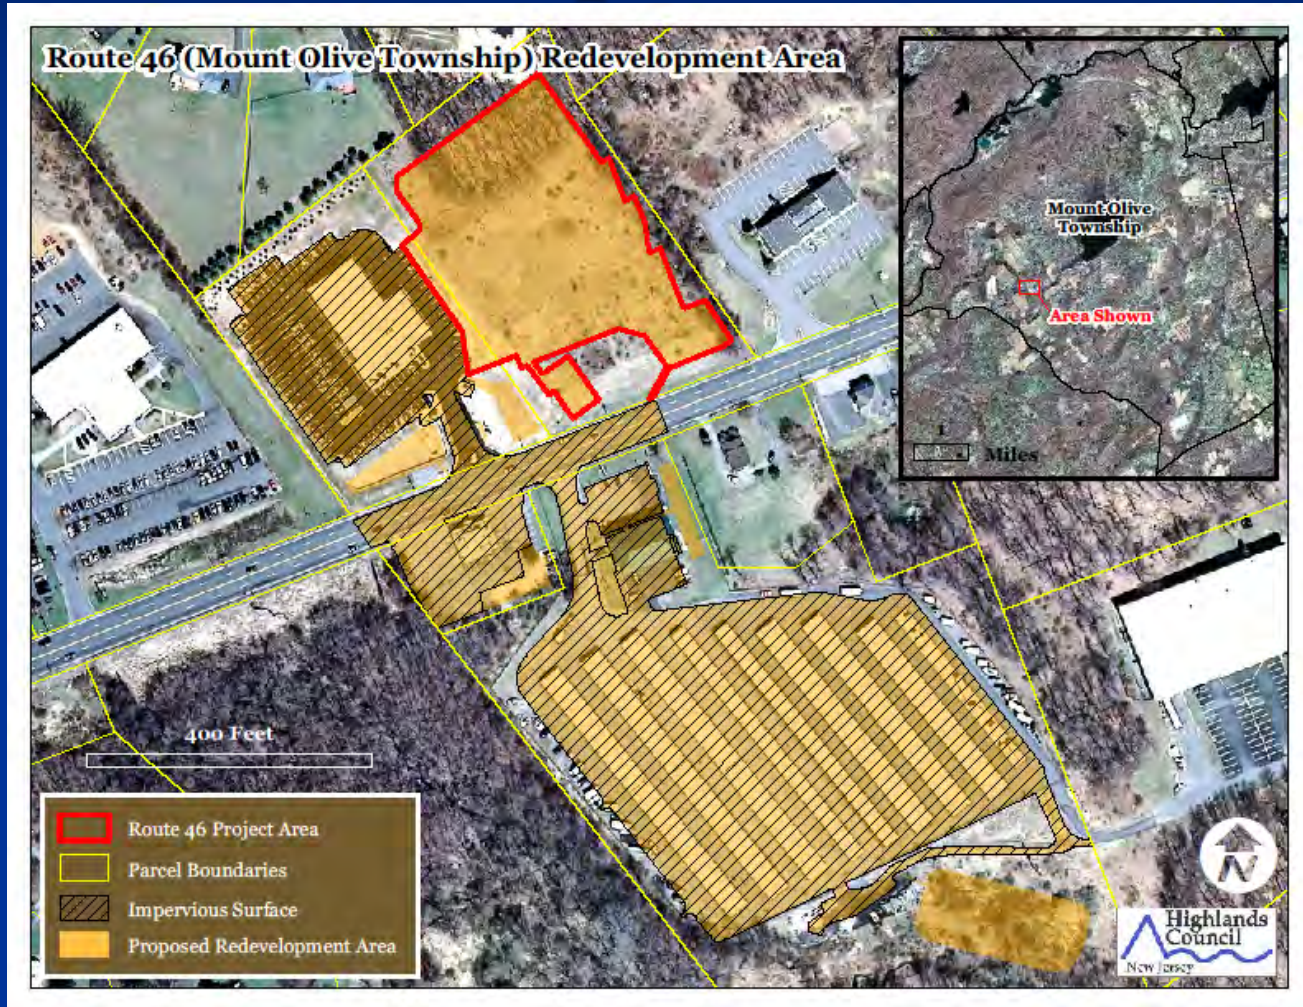 Route 46 (Mount Olive Township) Redevelopment Area
Mount Olive
Township
Area Shown
1
Miles
400 Feet
Route 46 Project Area
Parcel Boundaries
Impervious Surface
Proposed Redevelopment Area
N
Highlands
Council
New Jersey